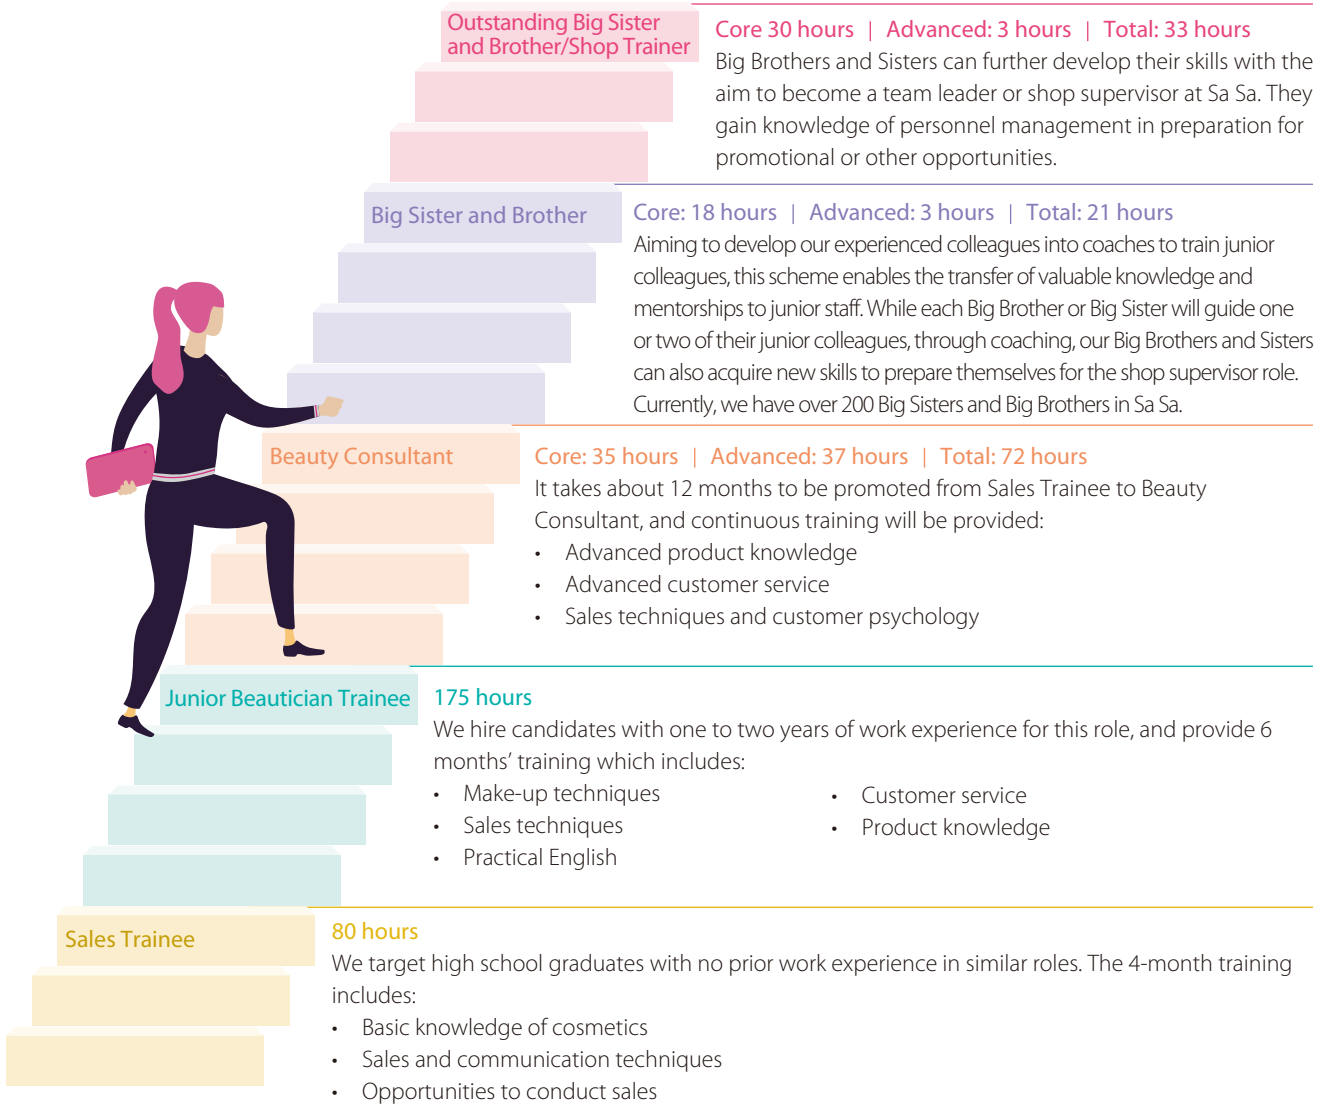 Outstanding Big Sister
and Brother/Shop Trainer
Core 30 hours | Advanced: 3 hours | Total: 33 hours
Big Brothers and Sisters can further develop their skills with the
aim to become a team leader or shop supervisor at Sa Sa. They
gain knowledge of personnel management in preparation for
promotional or other opportunities.
Big Sister and Brother
Core: 18 hours | Advanced: 3 hours | Total: 21 hours
Aiming to develop our experienced colleagues into coaches to train junior
colleagues, this scheme enables the transfer of valuable knowledge and
mentorships to junior staff. While each Big Brother or Big Sister will guide one
or two of their junior colleagues, through coaching, our Big Brothers and Sisters
can also acquire new skills to prepare themselves for the shop supervisor role.
Currently, we have over 200 Big Sisters and Big Brothers in Sa Sa.
Beauty Consultant
Core: 35 hours | Advanced: 37 hours | Total: 72 hours
It takes about 12 months to be promoted from Sales Trainee to Beauty
Consultant, and continuous training will be provided:
• Advanced product knowledge
• Advanced customer service
• Sales techniques and customer psychology
Junior Beautician Trainee
175 hours
We hire candidates with one to two years of work experience for this role, and provide 6
months’ training which includes:
• Make-up techniques
• Sales techniques
• Practical English
• Customer service
• Product knowledge
Sales Trainee
80 hours
We target high school graduates with no prior work experience in similar roles. The 4-month training
includes:
• Basic knowledge of cosmetics
• Sales and communication techniques
• Opportunities to conduct sales